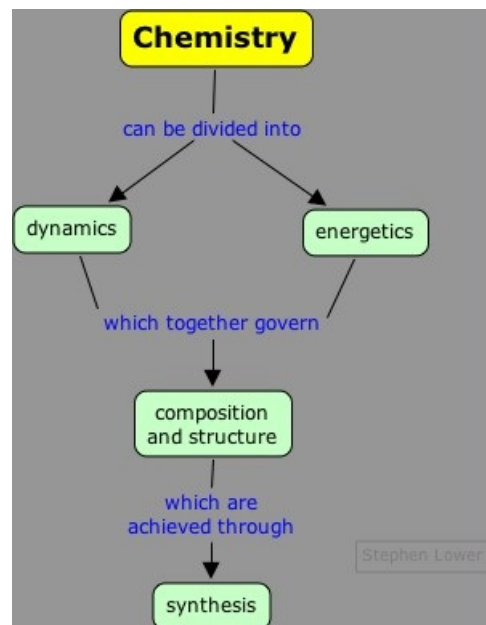 Chemistry
can be divided into
dynamics
energetics
which together govern
composition
and structure
which are
achieved through
Stephen Lower
synthesis